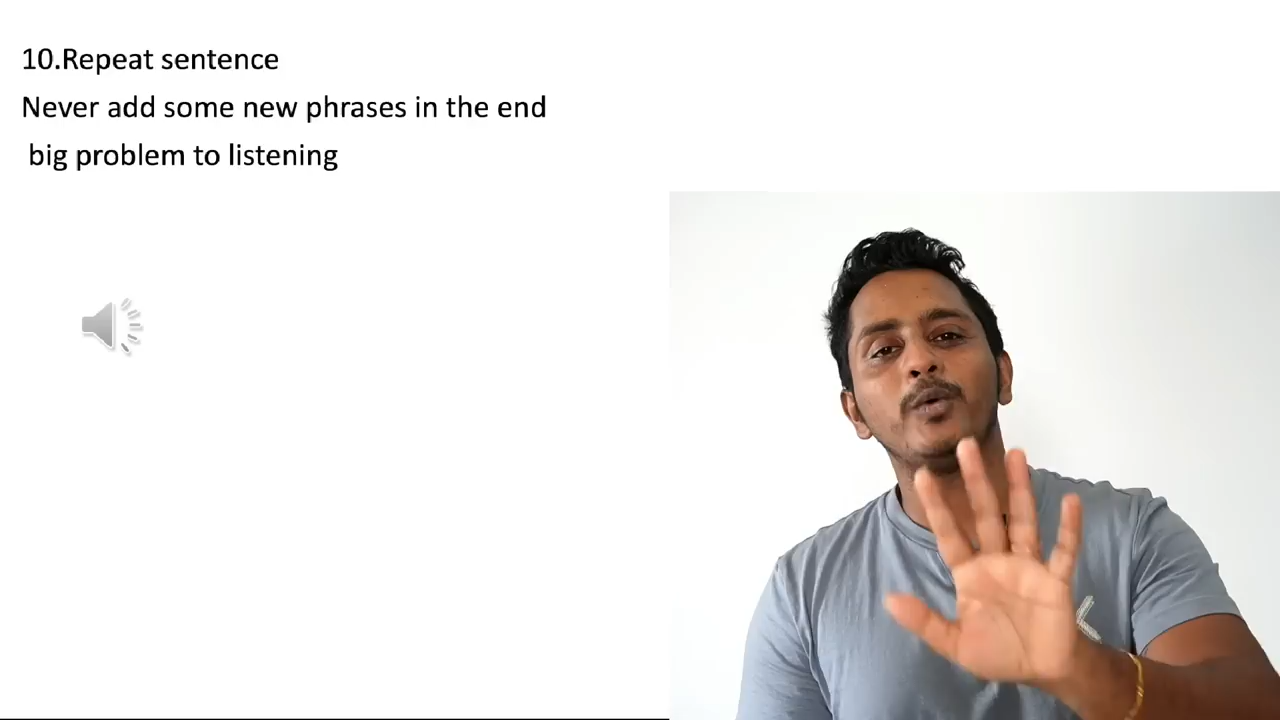 10.Repeat sentence
Never add some new phrases in the end
big problem to listening